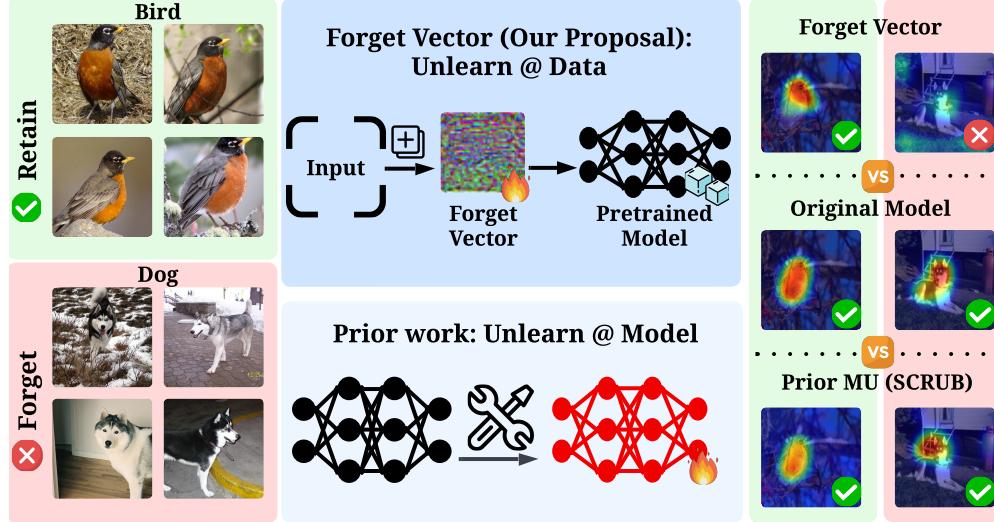 Bird
Retain
Dog
Forget
Forget Vector (Our Proposal):
Unlearn @ Data
Input
Forget
Vector
Pretrained
Model
Prior work: Unlearn @ Model
Forget Vector
VS
Original Model
VS
Prior MU (SCRUB)